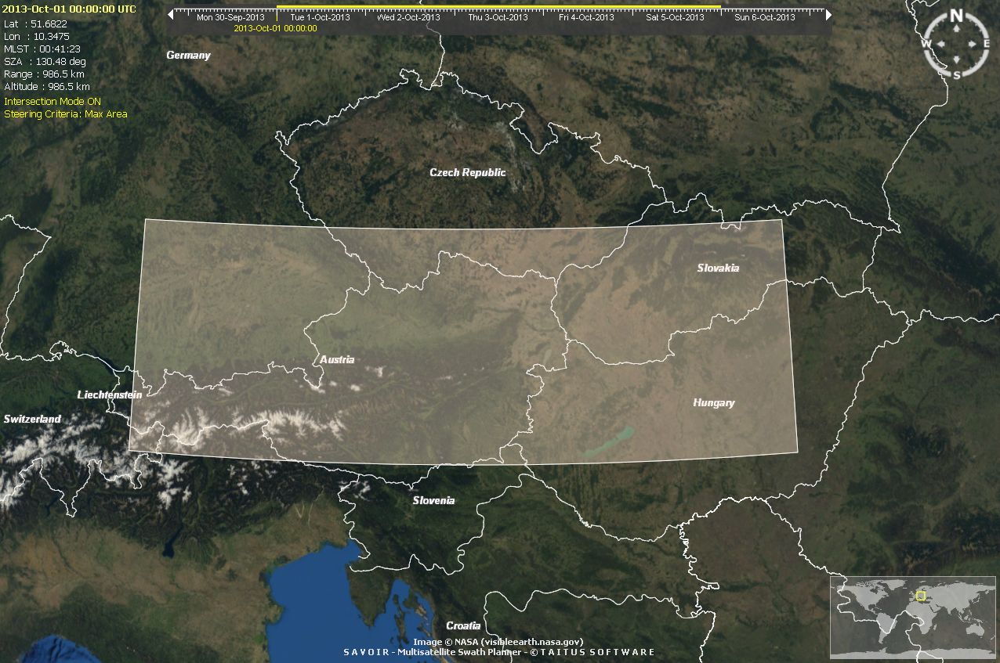 2013-Oct-01 00:00:00 UTC
Lat : 51.6822
Lon : 10.3475
MLST : 00:41:23
SZA : 130.48 deg
Range : 986.5 km
Altitude : 986.5 km
Intersection Mode ON
Steering Criteria: Max Area
Mon 30-Sep-2013 Tue 1-Oct-2013 Wed 2-Oct-2013 Thu 3-Oct-2013 Fri 4-Oct-2013 Sat 5-Oct-2013 Sun 6-Oct-2013
2013-Oct-01 00:00:00
N
W E
S
Germany
Czech Republic
Slovakia
Austria
Liechtenstein
Hungary
Switzerland
Slovenia
Croatia
Image © NASA (visibleearth.nasa.gov)
SAVOIR - Multisatellite Swath Planner - © TAITUS SOFTWARE